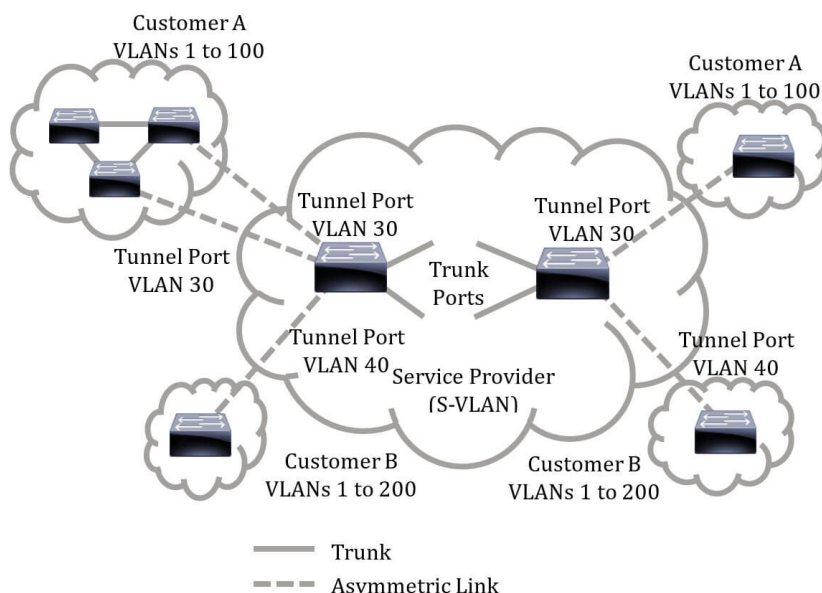 Customer A
VLANs 1 to 100
Customer A
VLANs 1 to 100
Tunnel Port
VLAN 30
Tunnel Port
VLAN 30
Tunnel Port
VLAN 30
Trunk
Ports
Tunnel Port
VLAN 40
Tunnel Port
VLAN 40
Service Provider
(S-VLAN)
Customer B
VLANs 1 to 200
Customer B
VLANs 1 to 200
Trunk
Asymmetric Link